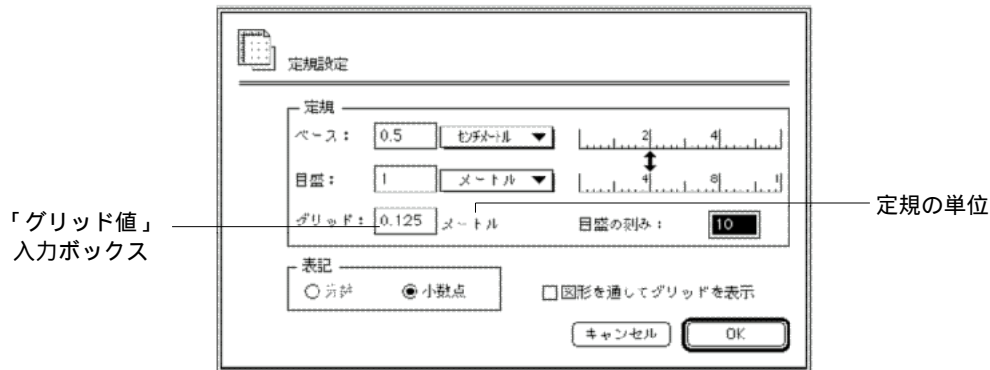 定規設定
定規
ベース： 0.5 センチメートル ▼ 2 4
目盛： 1 メートル ▼ 4 8 1
グリッド： 0.125 メートル 目盛の刻み： 10
「グリッド値」
入力ボックス
定規の単位
表記
小数点 図形を通してグリッドを表示
キャンセル OK